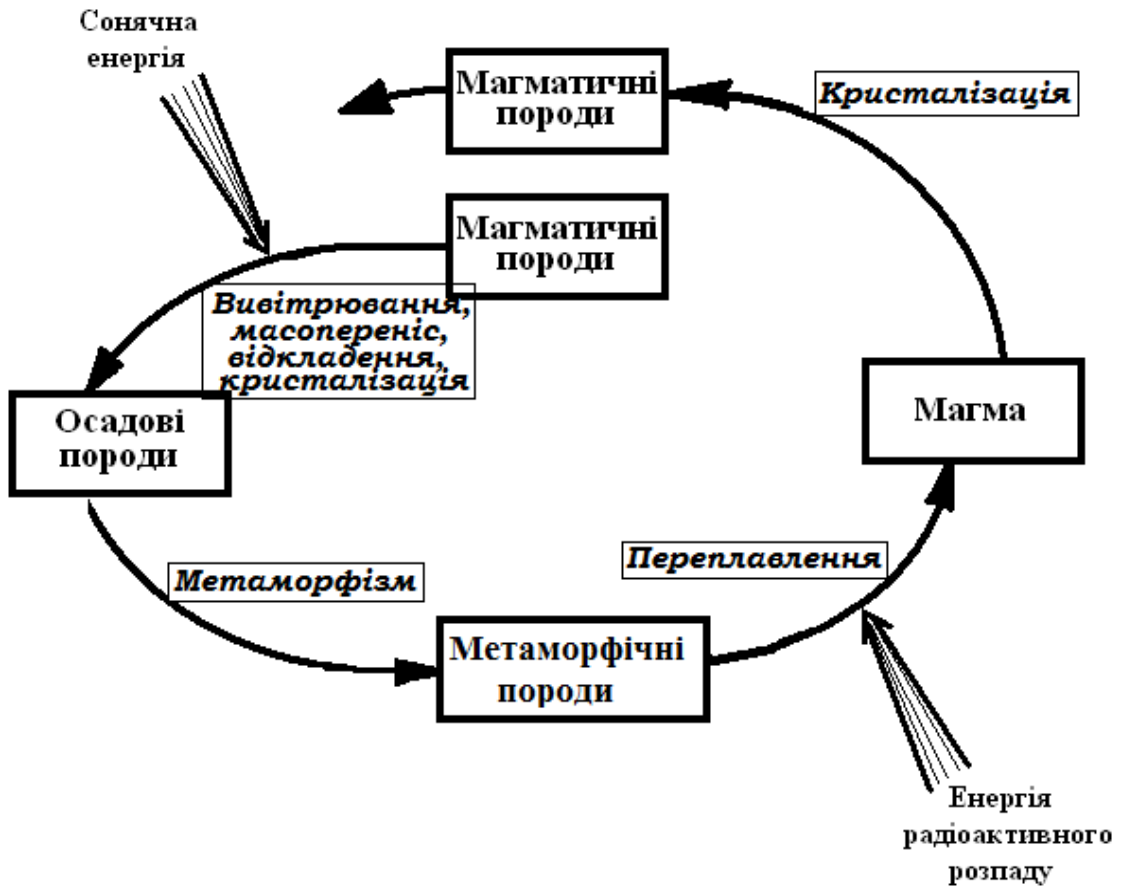 Сонячна
енергія
Магматичні
породи
Кристалізація
Магматичні
породи
Вивітрювання,
масопереніс,
відкладення,
кристалізація
Осадові
породи
Магма
Метаморфізм
Переплавлення
Метаморфічні
породи
Енергія
радіоактивного
розпаду